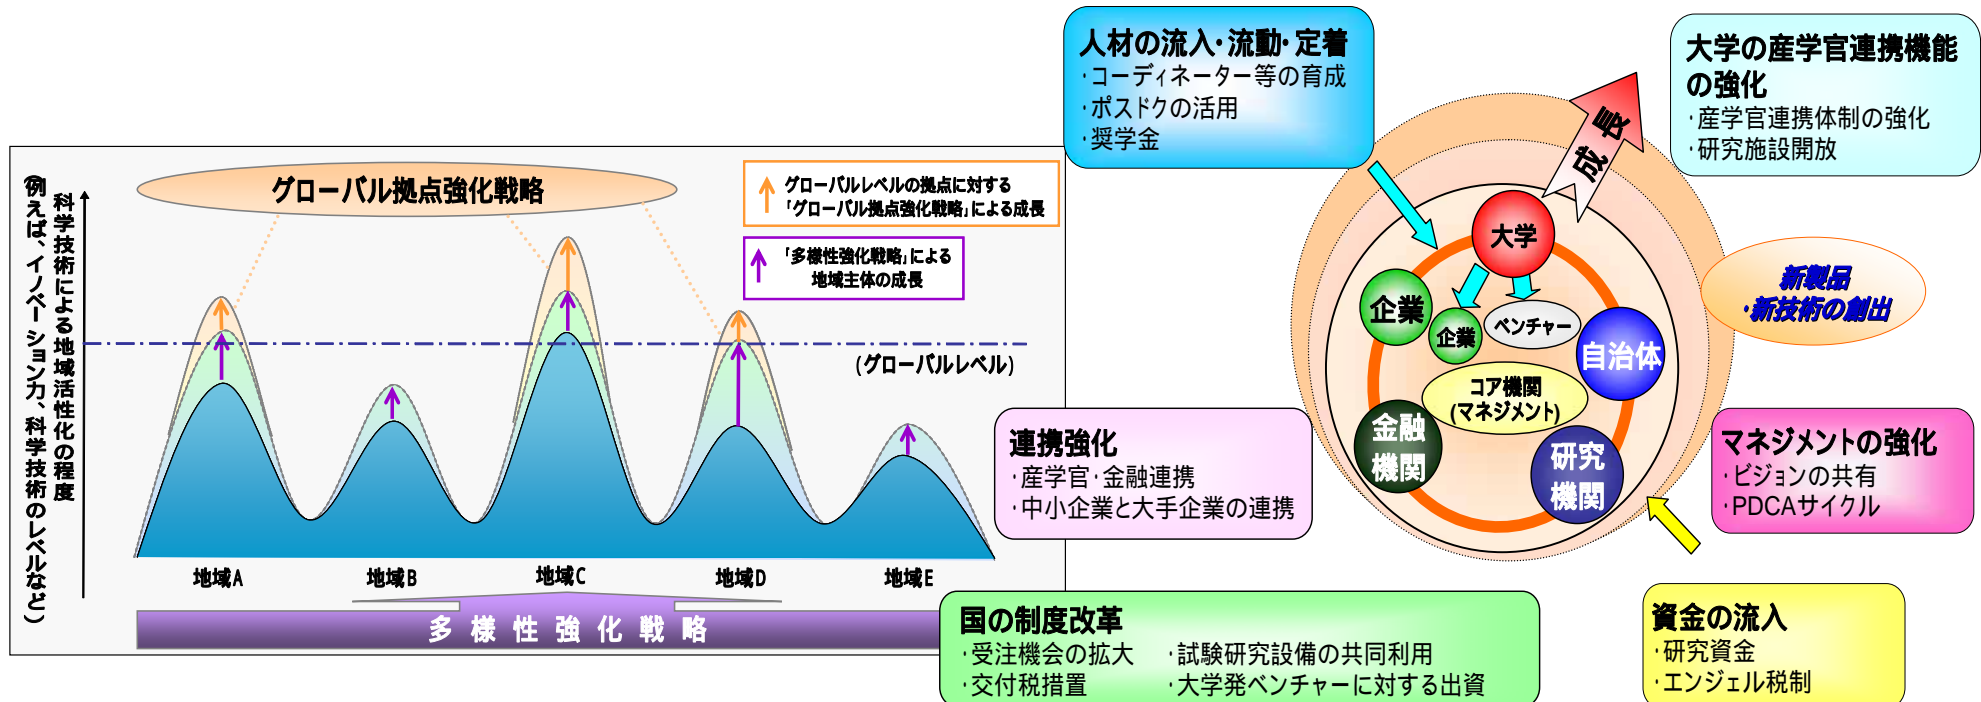 科学技術による地域活性化の程度
(例えば、イノベーション力、科学技術のレベルなど)
グローバル拠点強化戦略
グローバルレベルの拠点に対する
「グローバル拠点強化戦略」による成長
「多様性強化戦略」による
地域主体の成長
(グローバルレベル)
地域A
地域B
地域C
地域D
地域E
多様性強化戦略
人材の流入・流動・定着
・コーディネーター等の育成
・ポスドクの活用
・奨学金
大学の産学官連携機能
の強化
・産学官連携体制の強化
・研究施設開放
成長
大学
企業
企業
ベンチャー
自治体
コア機関
(マネジメント)
金融
機関
研究
機関
新製品
・新技術の創出
連携強化
・産学官・金融連携
・中小企業と大手企業の連携
マネジメントの強化
・ビジョンの共有
・PDCAサイクル
国の制度改革
・受注機会の拡大 ・試験研究設備の共同利用
・交付税措置 ・大学発ベンチャーに対する出資
資金の流入
・研究資金
・エンジェル税制